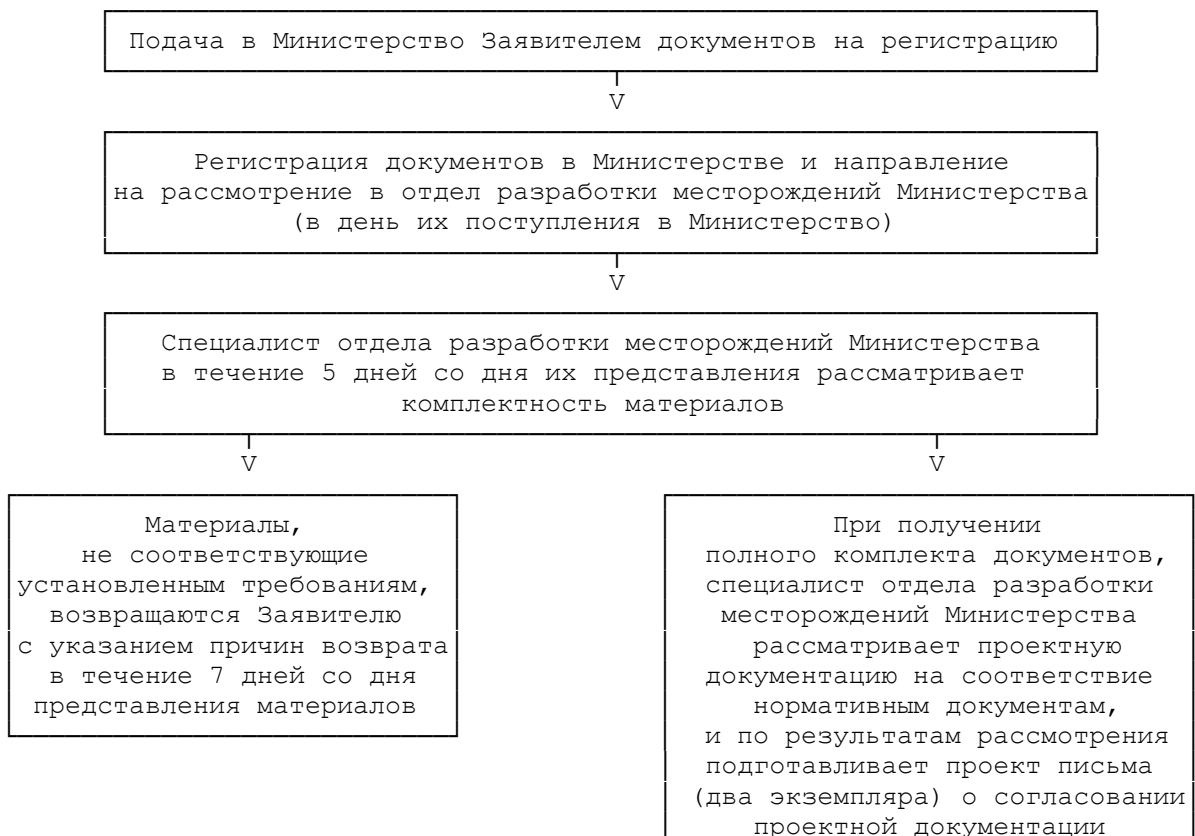 Подача в Министерство Заявителем документов на регистрацию
V
Регистрация документов в Министерстве и направление
на рассмотрение в отдел разработки месторождений Министерства
(в день их поступления в Министерство)
V
Специалист отдела разработки месторождений Министерства
в течение 5 дней со дня их представления рассматривает
комплектность материалов
V
V
Материалы,
не соответствующие
установленным требованиям,
возвращаются Заявителю
с указанием причин возврата
в течение 7 дней со дня
представления материалов
При получении
полного комплекта документов,
специалист отдела разработки
месторождений Министерства
рассматривает проектную
документацию на соответствие
нормативным документам,
и по результатам рассмотрения
подготавливает проект письма
(два экземпляра) о согласовании
проектной документации